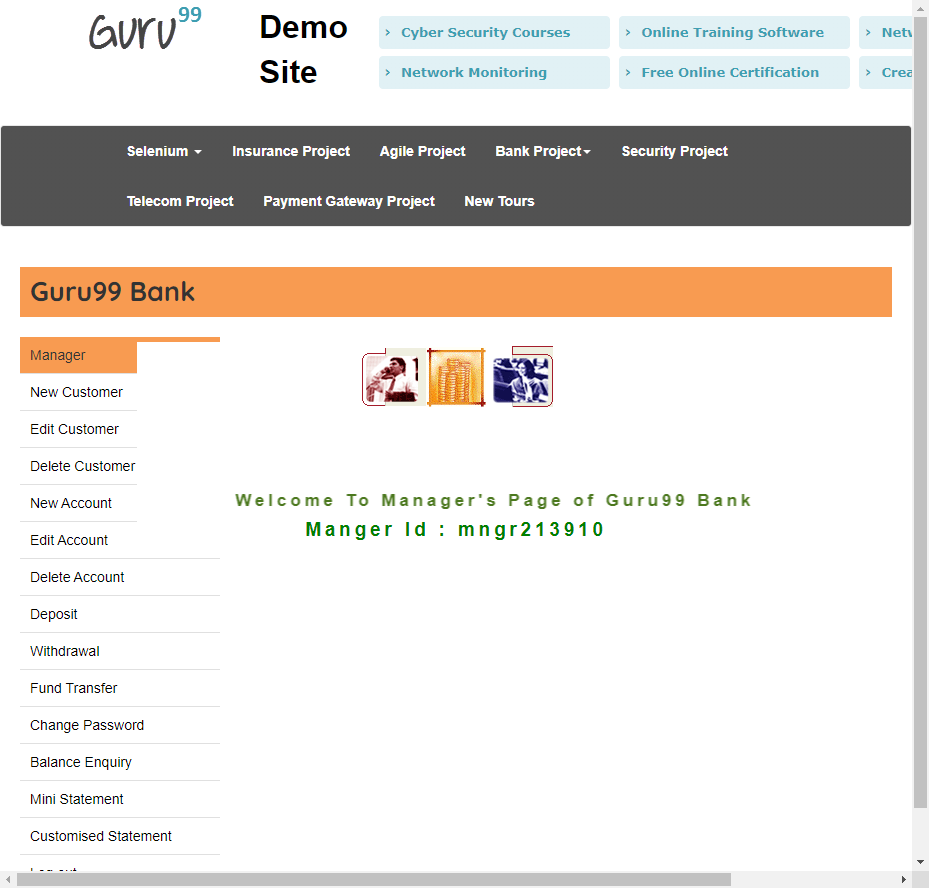 Guru99
Demo
Site
› Cyber Security Courses
› Online Training Software
› Netw
› Network Monitoring
› Free Online Certification
› Crea
Selenium
Insurance Project
Agile Project
Bank Project
Security Project
Telecom Project
Payment Gateway Project
New Tours
Guru99 Bank
Manager
New Customer
Edit Customer
Delete Customer
New Account
Edit Account
Delete Account
Deposit
Withdrawal
Fund Transfer
Change Password
Balance Enquiry
Mini Statement
Customised Statement
Log out
Welcome To Manager's Page of Guru99 Bank
Manger Id : mngr213910